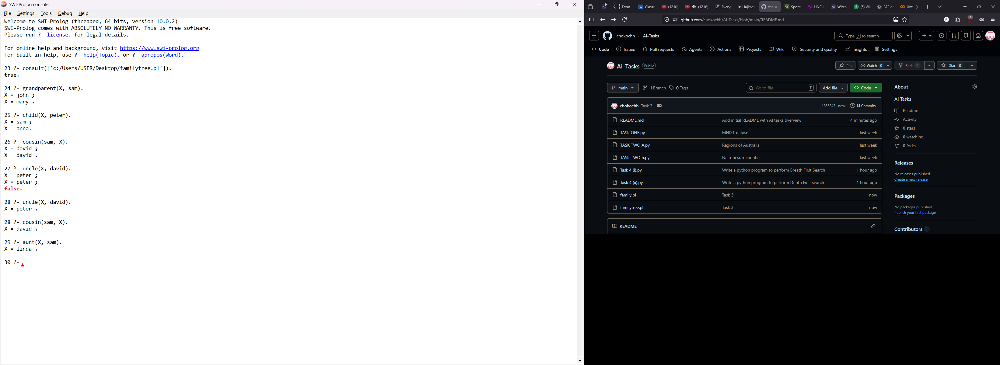 SWI-Prolog console
File Settings Tools Debug Help
Welcome to SWI-Prolog (threaded, 64 bits, version 10.0.2)
SWI-Prolog comes with ABSOLUTELY NO WARRANTY. This is free software.
Please run ?- license. for legal details.
For online help and background, visit https://www.swi-prolog.org
For built-in help, use ?- help(Topic). or ?- apropos(Word).
23 ?- consult(['c:/Users/USER/Desktop/familytree.pl']).
true.
24 ?- grandparent(X, sam).
X = john ;
X = mary .
25 ?- child(X, peter).
X = sam ;
X = anna.
26 ?- cousin(sam, X).
X = david ;
X = david .
27 ?- uncle(X, david).
X = peter ;
X = peter ;
false.
28 ?- uncle(X, david).
X = peter .
28 ?- cousin(sam, X).
X = david .
29 ?- aunt(X, sam).
X = linda .
30 ?-
From Classw (1210) (1218) Everyt Hajime cho Sports UNO Witch (6) W BFS a Unti
github.com/chokochh/AI-Tasks/blob/main/README.md
chokochh / AI-Tasks
Type / to search
Code Issues Pull requests Agents Actions Projects Wiki Security and quality Insights Settings
AI-Tasks Public
Pin Watch 0 Fork 0 Star 0
main 1 Branch 0 Tags
Go to file T Add file Code
chokochh Task 3 1865343 · now 14 Commits
README.md Add initial README with AI tasks overview 4 minutes ago
TASK ONE.py MNIST dataset last week
TASK TWO A.py Regions of Australia last week
TASK TWO b.py Nairobi sub-counties last week
Task 4 (i).py Write a python program to perform Breath First Search 1 hour ago
Task 4 (ii).py Write a python program to perform Depth First search 1 hour ago
family.pl Task 3 now
familytree.pl Task 3 now
README
About
AI Tasks
Readme
Activity
0 stars
0 watching
0 forks
Releases
No releases published
Create a new release
Packages
No packages published
Publish your first package
Contributors 1